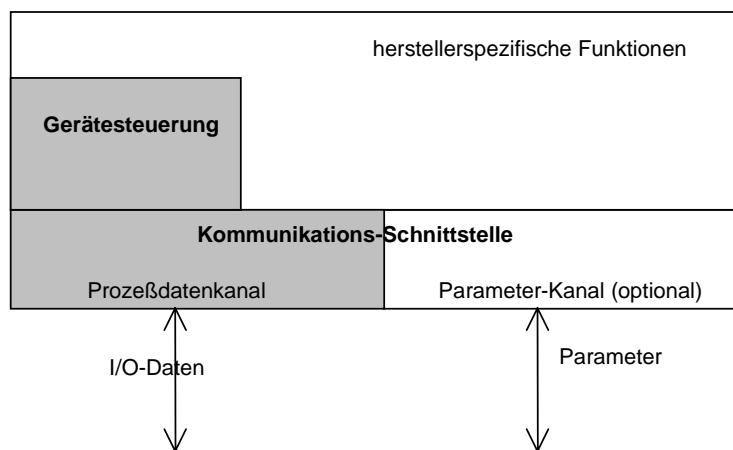 herstellerspezifische Funktionen
Gerätesteuerung
Kommunikations-Schnittstelle
Prozeßdatenkanal
Parameter-Kanal (optional)
I/O-Daten
Parameter